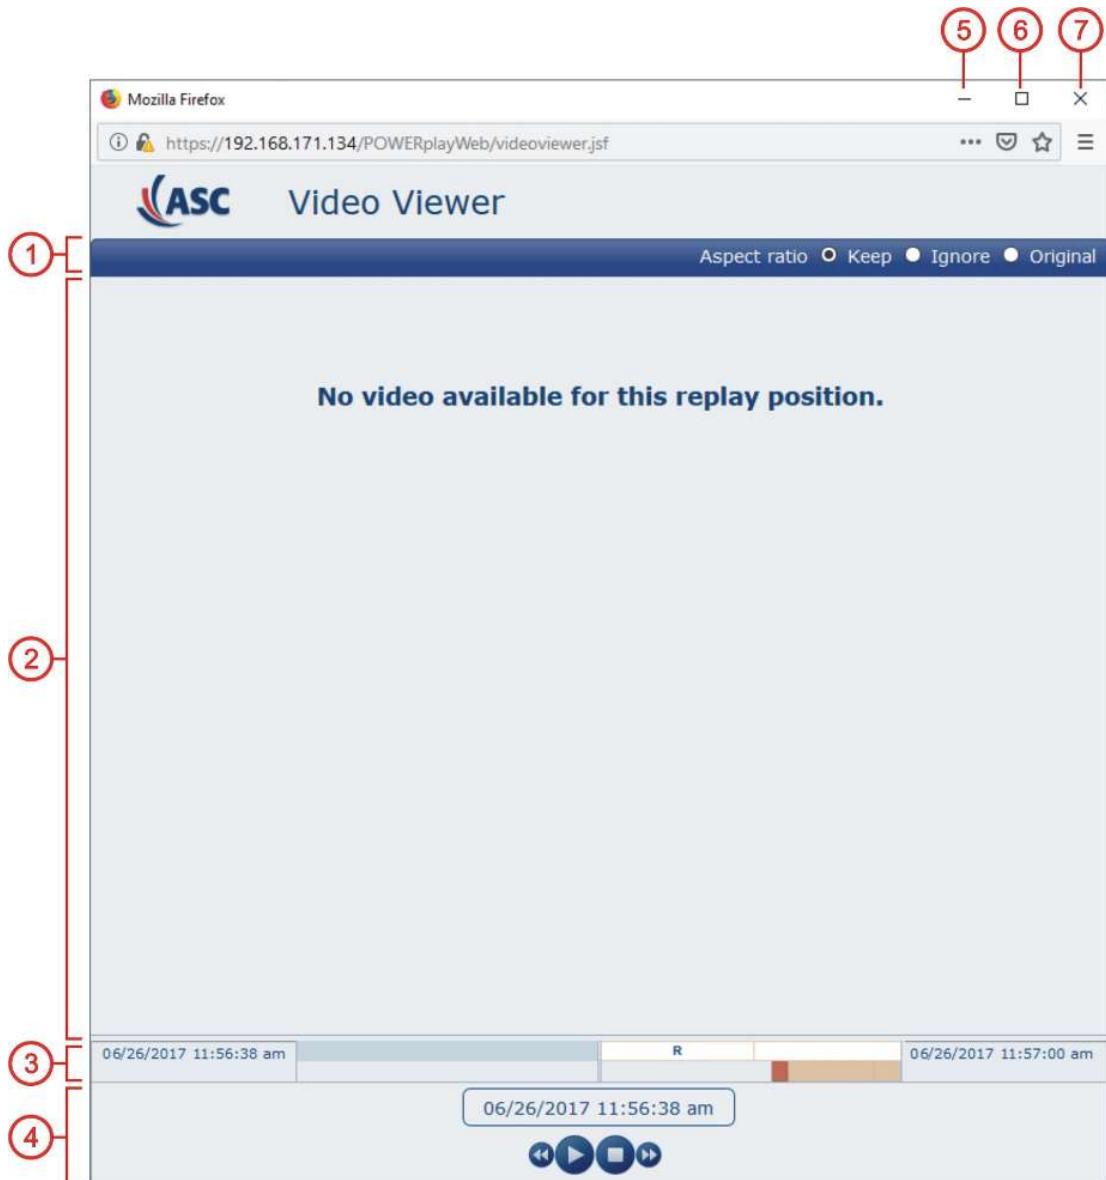 5 6 7
Mozilla Firefox
https://192.168.171.134/POWERplayWeb/videoviewer.jsf
ASC Video Viewer
1
Aspect ratio Keep Ignore Original
No video available for this replay position.
2
3
06/26/2017 11:56:38 am R 06/26/2017 11:57:00 am
4
06/26/2017 11:56:38 am